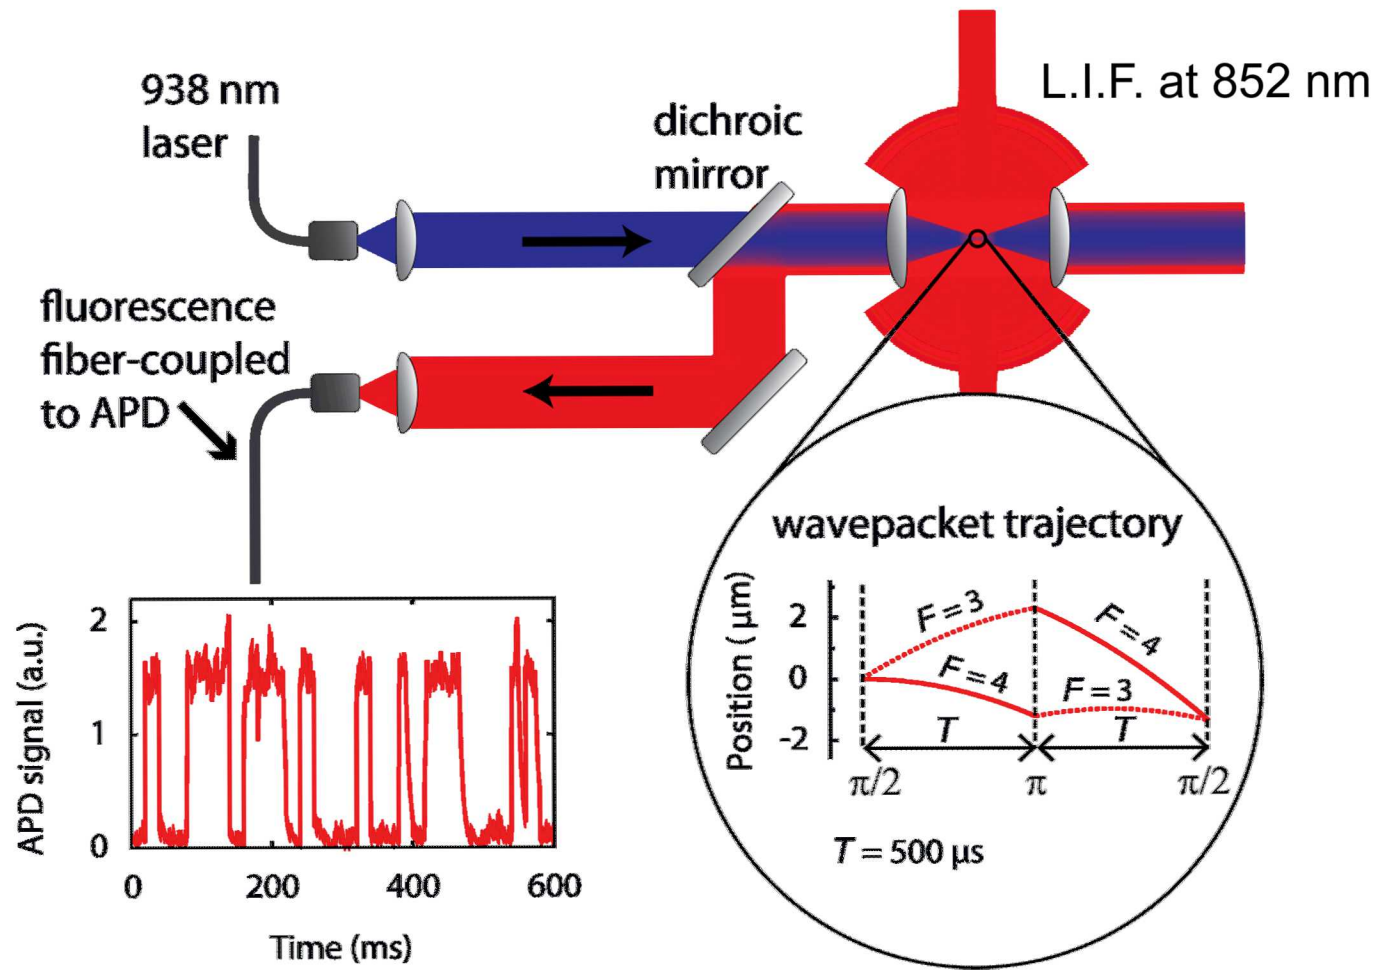 938 nm
laser
dichroic
mirror
L.I.F. at 852 nm
fluorescence
fiber-coupled
to APD
wavepacket trajectory
Position (µm)
2
0
-2
F=3
F=4
F=4
F=3
T
T
π/2
π
π/2
T = 500 µs
APD signal (a.u.)
2
1
0
0
200
400
600
Time (ms)